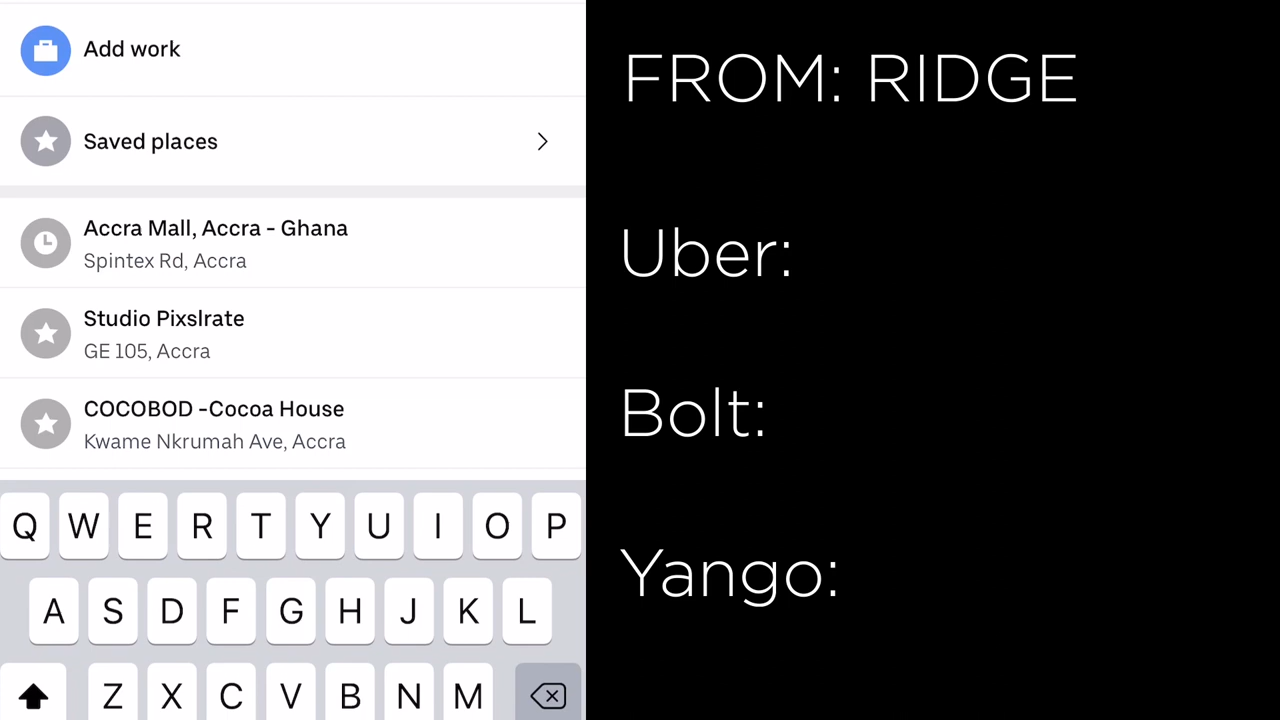 Add work
Saved places
Accra Mall, Accra - Ghana
Spintex Rd, Accra
Studio Pixslrate
GE 105, Accra
COCOBOD -Cocoa House
Kwame Nkrumah Ave, Accra
Q W E R T Y U I O P
A S D F G H J K L
Z X C V B N M
FROM: RIDGE
Uber:
Bolt:
Yango: